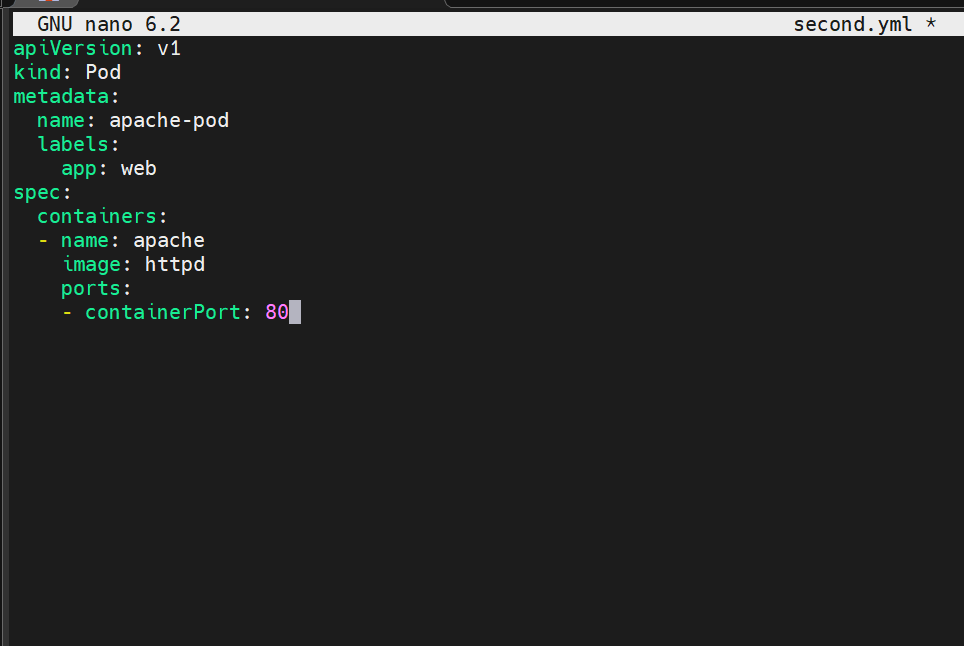 GNU nano 6.2 second.yml *
apiVersion: v1
kind: Pod
metadata:
  name: apache-pod
  labels:
    app: web
spec:
  containers:
  - name: apache
    image: httpd
    ports:
    - containerPort: 80